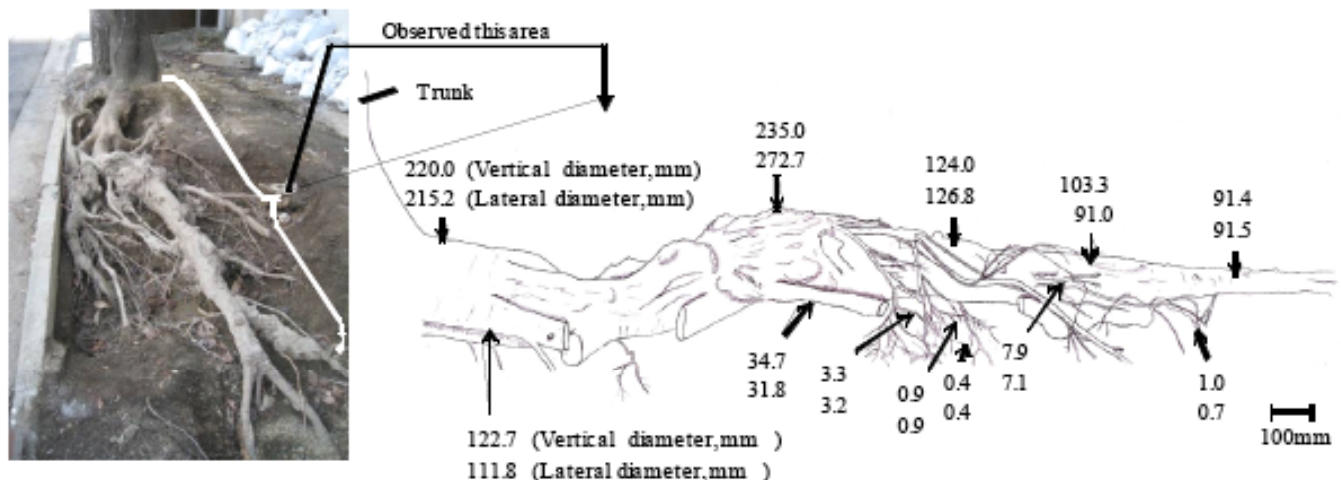 Observed this area
Trunk
220.0 (Vertical diameter,mm)
215.2 (Lateral diameter,mm)
235.0
272.7
124.0
126.8
103.3
91.0
91.4
91.5
34.7
31.8
3.3
3.2
0.9
0.9
0.4
0.4
7.9
7.1
1.0
0.7
100mm
122.7 (Vertical diameter,mm )
111.8 (Lateral diameter,mm )